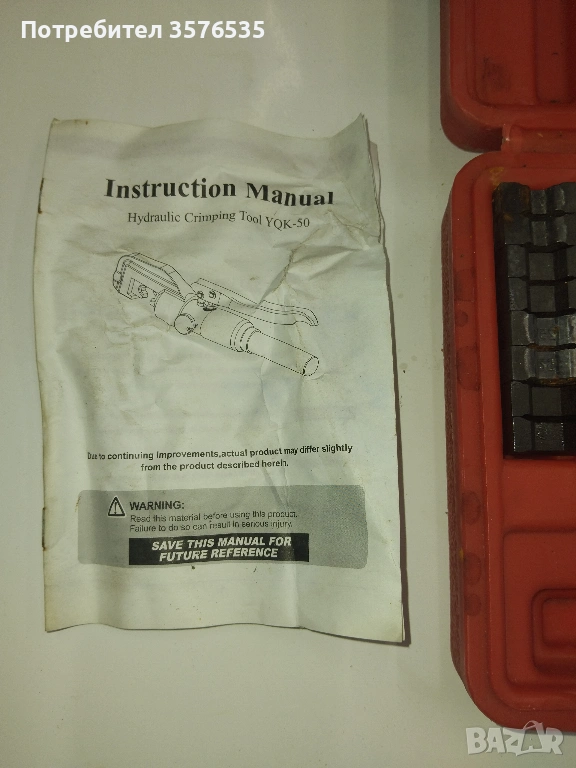 Потребител 3576535
Instruction Manual
Hydraulic Crimping Tool YQK-50
Due to continuing improvements,actual product may differ slightly
from the product described herein.
WARNING:
Read this material before using this product.
Failure to do so can result in serious injury.
SAVE THIS MANUAL FOR
FUTURE REFERENCE
BAZAR